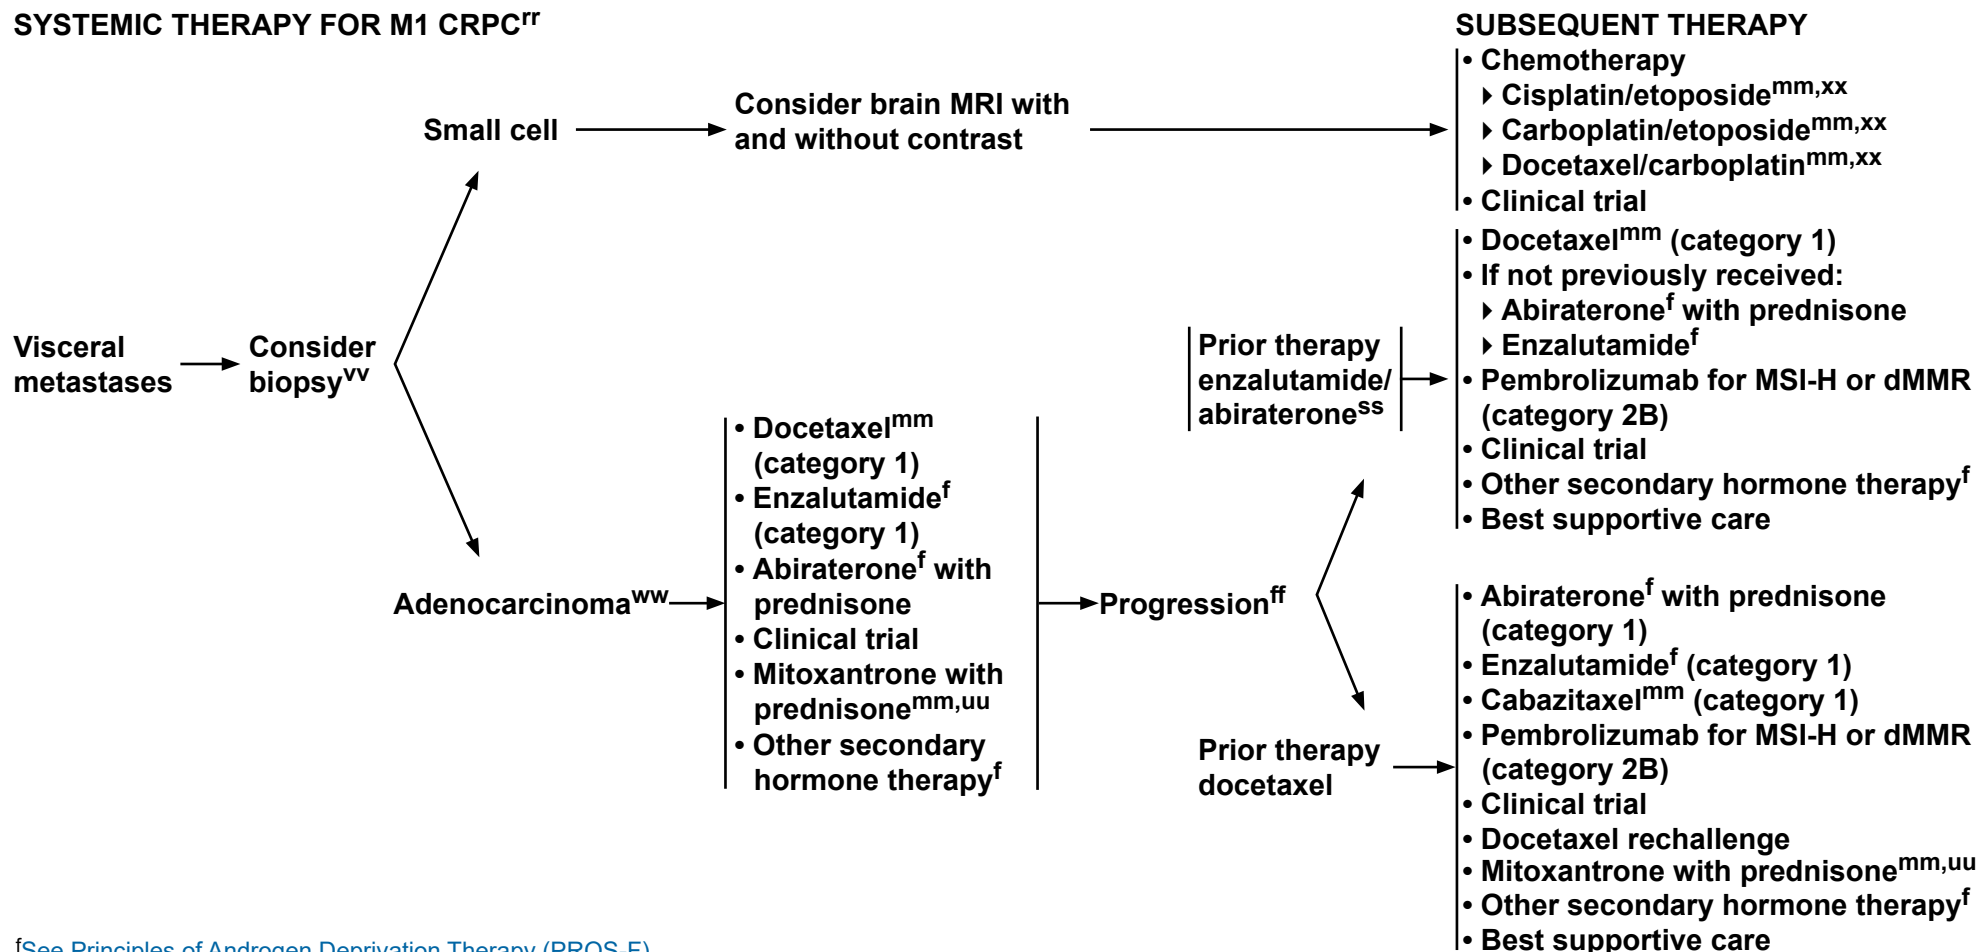 SYSTEMIC THERAPY FOR M1 CRPCrr
SUBSEQUENT THERAPY
Visceral
metastases
Consider
biopsyvv
Small cell
Consider brain MRI with
and without contrast
• Chemotherapy
‣ Cisplatin/etoposidemm,xx
‣ Carboplatin/etoposidemm,xx
‣ Docetaxel/carboplatinmm,xx
• Clinical trial
Adenocarcinomaww
• Docetaxelmm
(category 1)
• Enzalutamidef
(category 1)
• Abirateronef with
prednisone
• Clinical trial
• Mitoxantrone with
prednisonemm,uu
• Other secondary
hormone therapyf
Progressionff
Prior therapy
enzalutamide/
abirateroness
• Docetaxelmm (category 1)
• If not previously received:
‣ Abirateronef with prednisone
‣ Enzalutamidef
• Pembrolizumab for MSI-H or dMMR
(category 2B)
• Clinical trial
• Other secondary hormone therapyf
• Best supportive care
Prior therapy
docetaxel
• Abirateronef with prednisone
(category 1)
• Enzalutamidef (category 1)
• Cabazitaxelmm (category 1)
• Pembrolizumab for MSI-H or dMMR
(category 2B)
• Clinical trial
• Docetaxel rechallenge
• Mitoxantrone with prednisonemm,uu
• Other secondary hormone therapyf
• Best supportive care
fSee Principles of Androgen Deprivation Therapy (PROS-F)